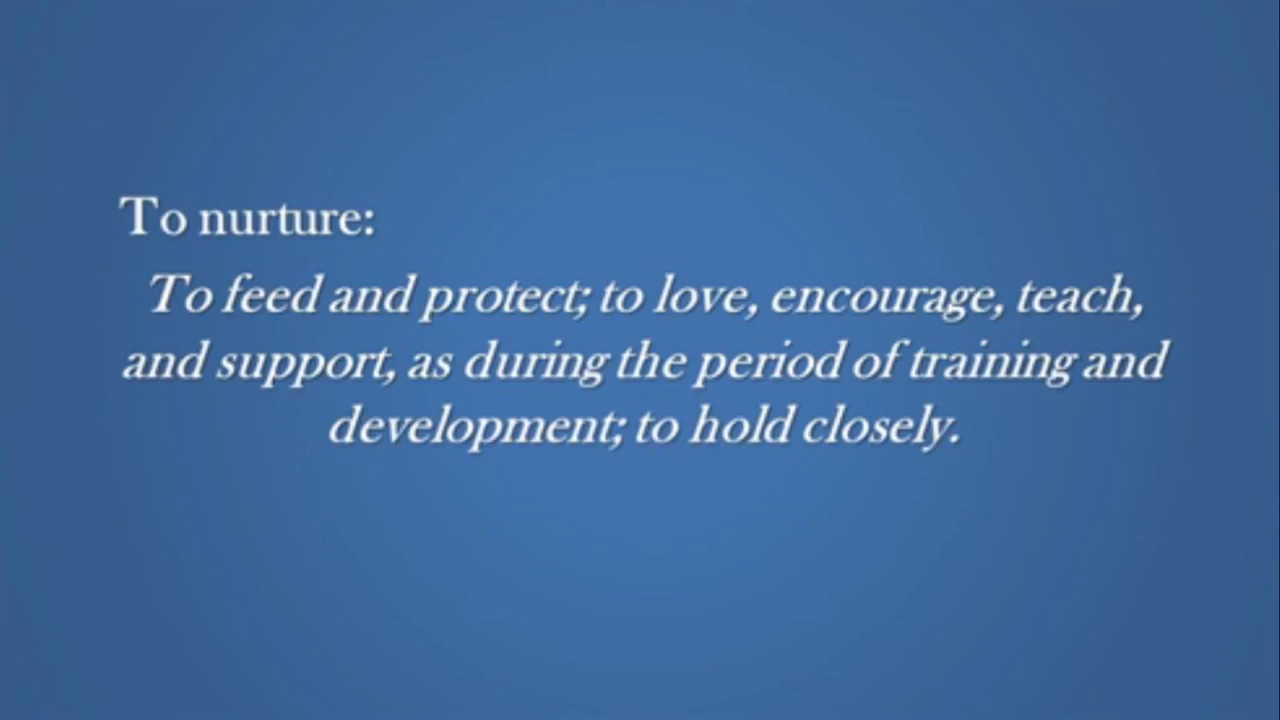 To nurture:
To feed and protect; to love, encourage, teach,
and support, as during the period of training and
development; to hold closely.